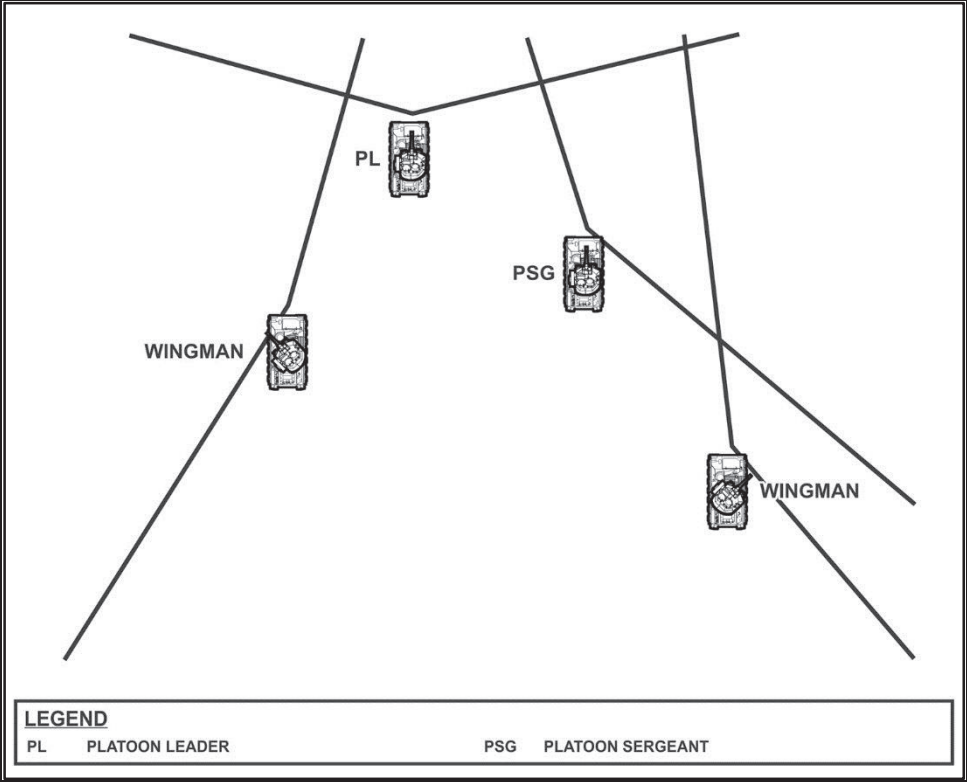 PL
PSG
WINGMAN
WINGMAN
LEGEND
PL PLATOON LEADER PSG PLATOON SERGEANT